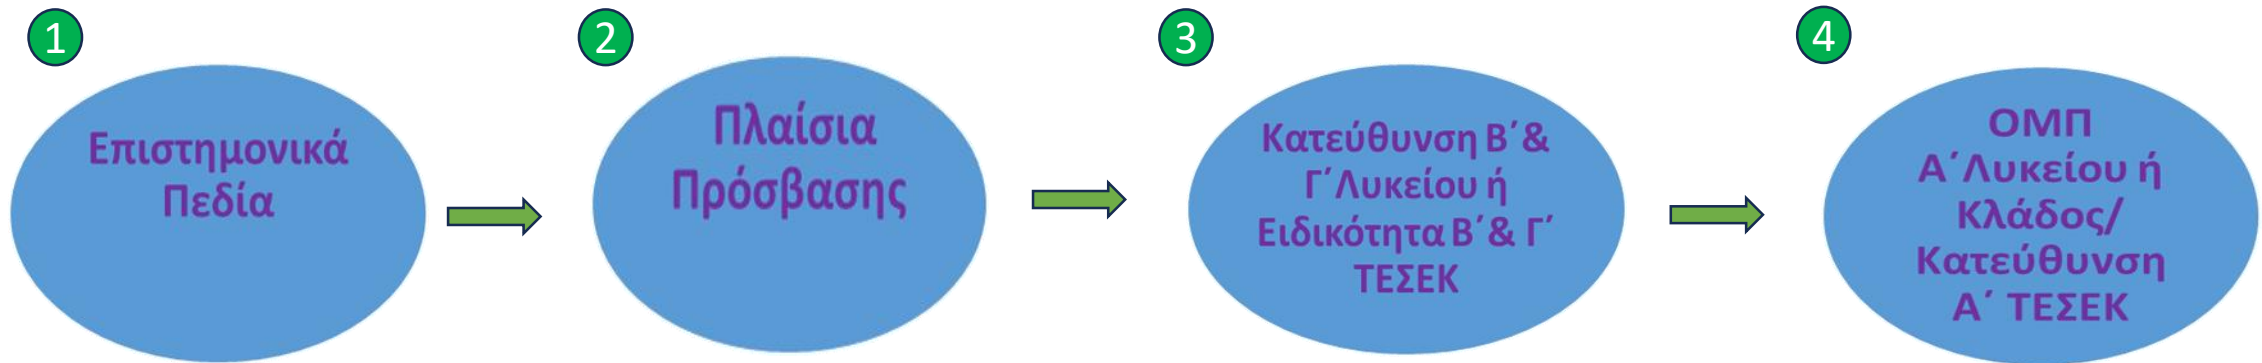 1
Επιστημονικά
Πεδία
2
Πλαίσια
Πρόσβασης
3
Κατεύθυνση Β΄&
Γ΄Λυκείου ή
Ειδικότητα Β΄& Γ΄
ΤΕΣΕΚ
4
ΟΜΠ
Α΄Λυκείου ή
Κλάδος/
Κατεύθυνση
Α΄ ΤΕΣΕΚ